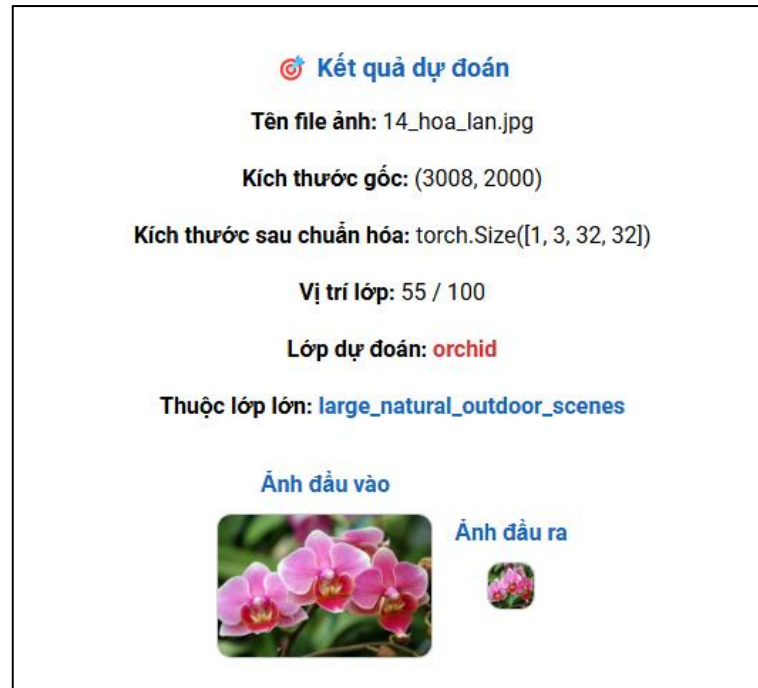 Kết quả dự đoán
Tên file ảnh: 14_hoa_lan.jpg
Kích thước gốc: (3008, 2000)
Kích thước sau chuẩn hóa: torch.Size([1, 3, 32, 32])
Vị trí lớp: 55 / 100
Lớp dự đoán: orchid
Thuộc lớp lớn: large_natural_outdoor_scenes
Ảnh đầu vào
Ảnh đầu ra